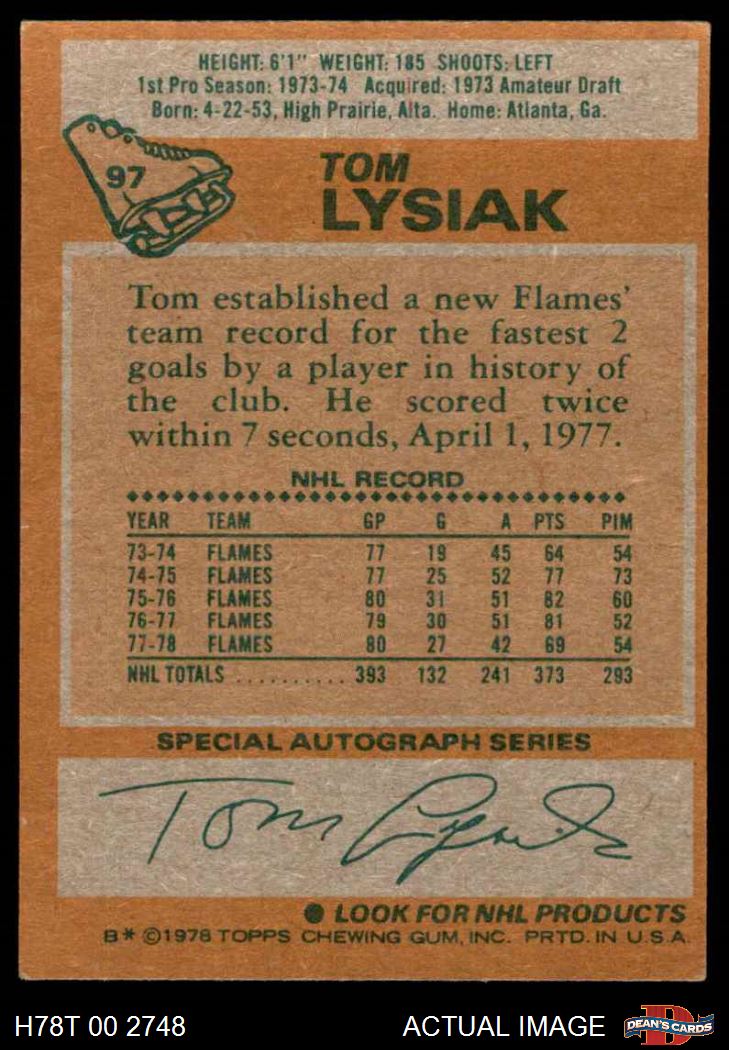 HEIGHT: 6'1" WEIGHT: 185 SHOOTS: LEFT
1st Pro Season: 1973-74 Acquired: 1973 Amateur Draft
Born: 4-22-53, High Prairie, Alta. Home: Atlanta, Ga.
97
TOM
LYSIAK
Tom established a new Flames'
team record for the fastest 2
goals by a player in history of
the club. He scored twice
within 7 seconds, April 1, 1977.
NHL RECORD
YEAR TEAM GP G A PTS PIM
73-74 FLAMES 77 19 45 64 54
74-75 FLAMES 77 25 52 77 73
75-76 FLAMES 80 31 51 82 60
76-77 FLAMES 79 30 51 81 52
77-78 FLAMES 80 27 42 69 54
NHL TOTALS .......... 393 132 241 373 293
SPECIAL AUTOGRAPH SERIES
Tom Lysiak
● LOOK FOR NHL PRODUCTS
B* ©1978 TOPPS CHEWING GUM, INC. PRTD. IN U.S.A.
H78T 00 2748 ACTUAL IMAGE
D
DEAN'S CARDS